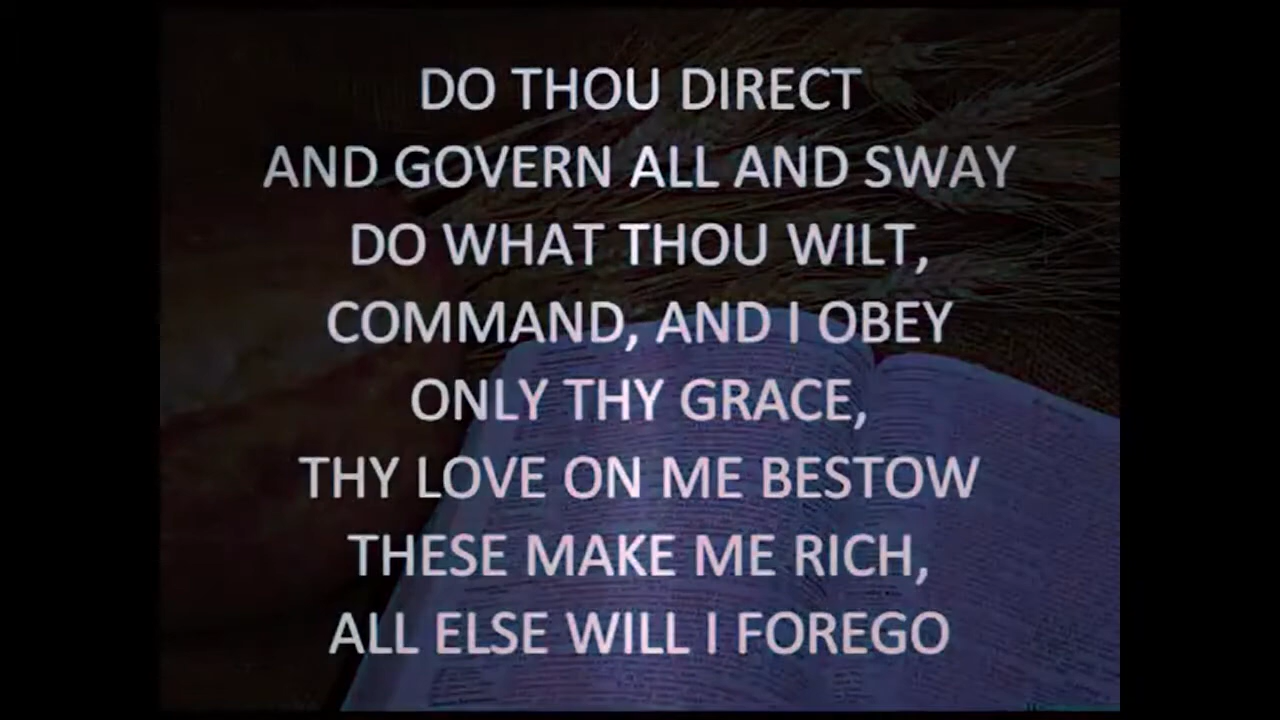 DO THOU DIRECT
AND GOVERN ALL AND SWAY
DO WHAT THOU WILT,
COMMAND, AND I OBEY
ONLY THY GRACE,
THY LOVE ON ME BESTOW
THESE MAKE ME RICH,
ALL ELSE WILL I FOREGO